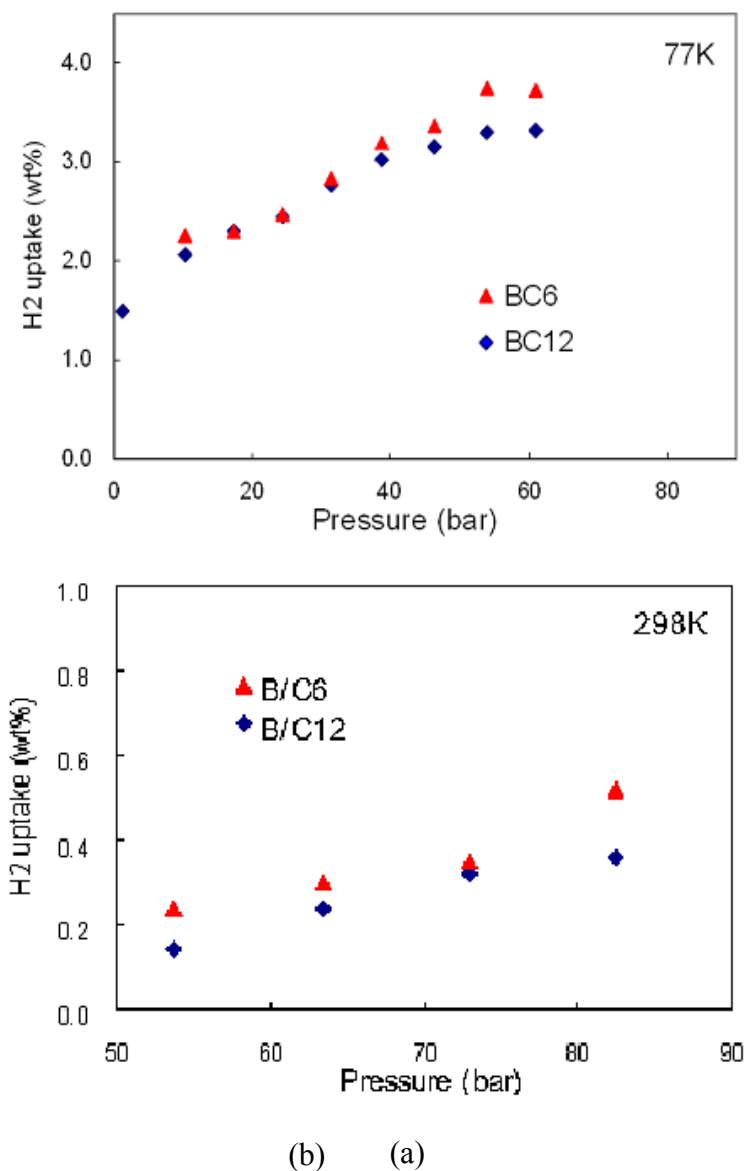 77K
4.0
3.0
2.0
1.0
0.0
H2 uptake (wt%)
BC6
BC12
0 20 40 60 80
Pressure (bar)
298K
1.0
0.8
0.6
0.4
0.2
0.0
H2 uptake (wt%)
B/C6
B/C12
50 60 70 80 90
Pressure (bar)
(b) (a)